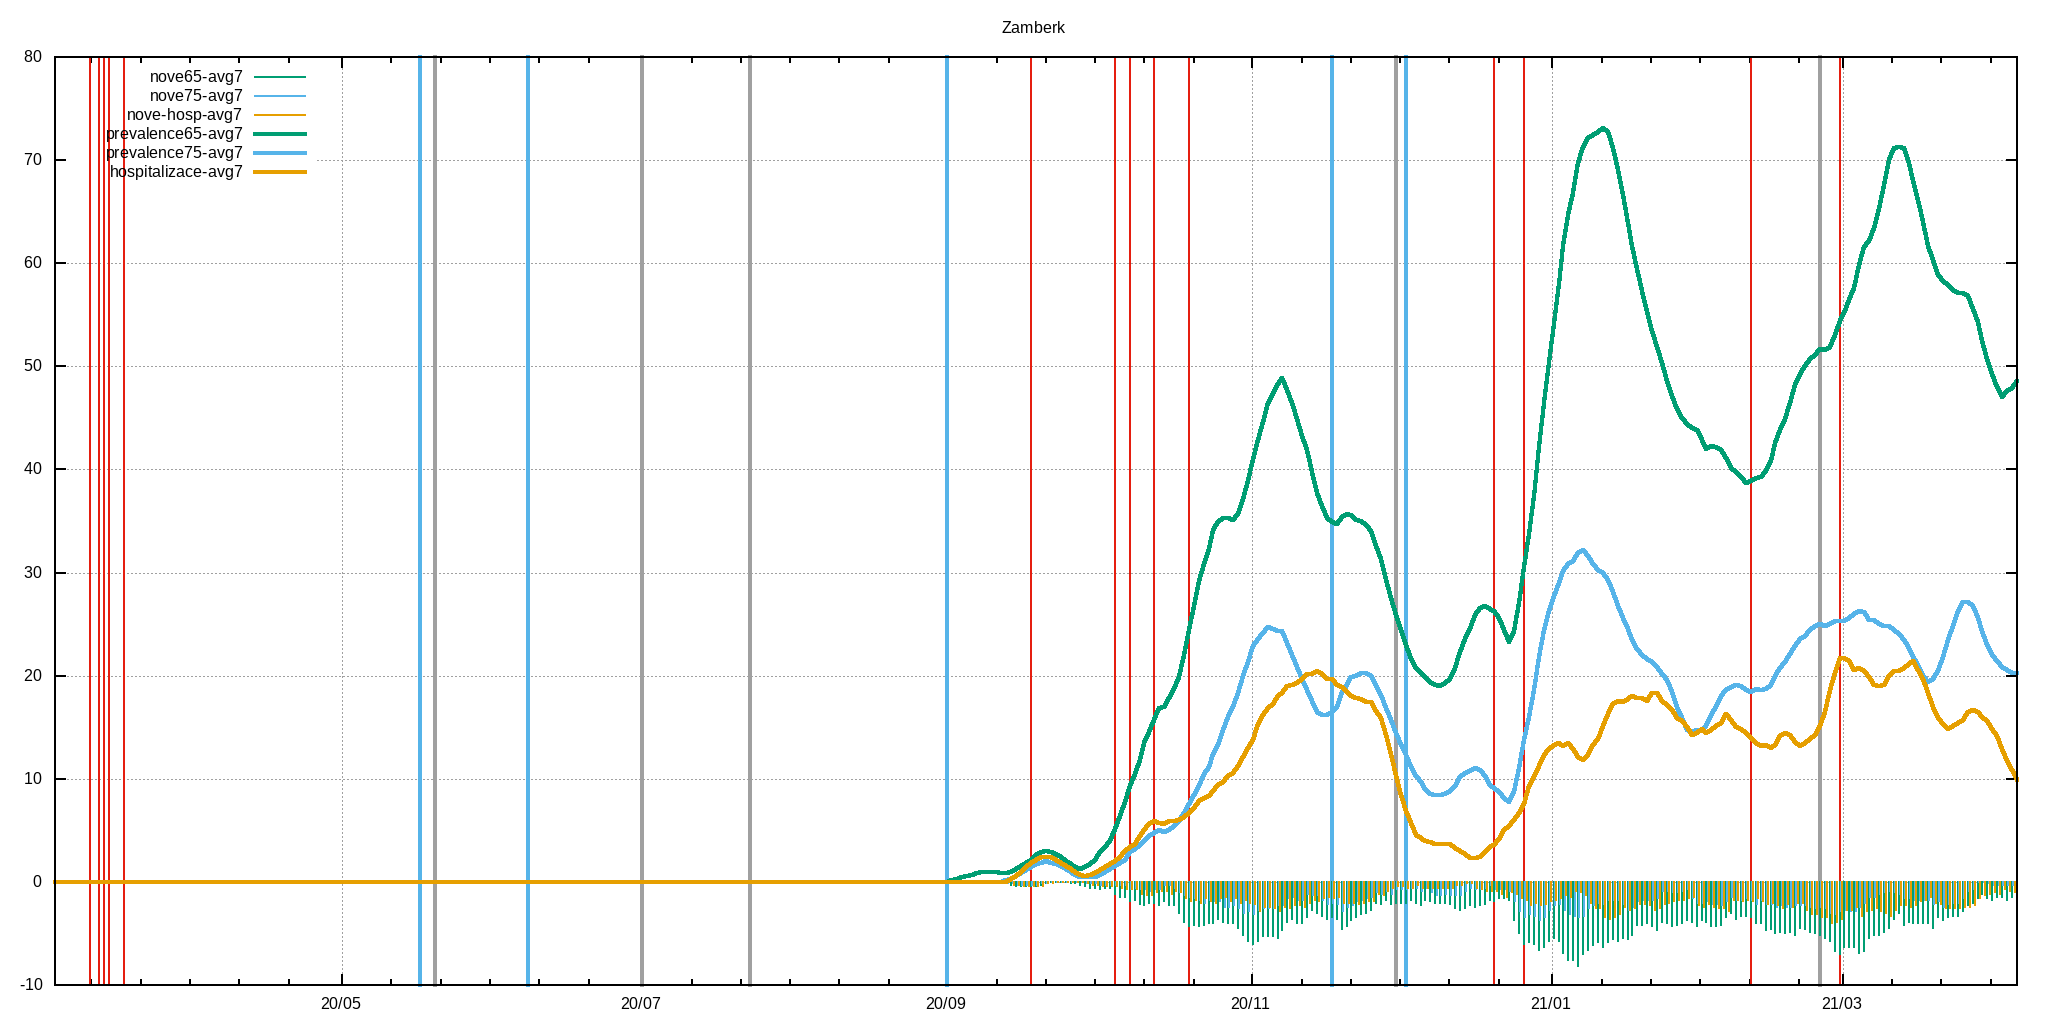 Zamberk
80
nove65-avg7
nove75-avg7
nove-hosp-avg7
prevalence65-avg7
prevalence75-avg7
hospitalizace-avg7
70
60
50
40
30
20
10
0
-10
20/05 20/07 20/09 20/11 21/01 21/03